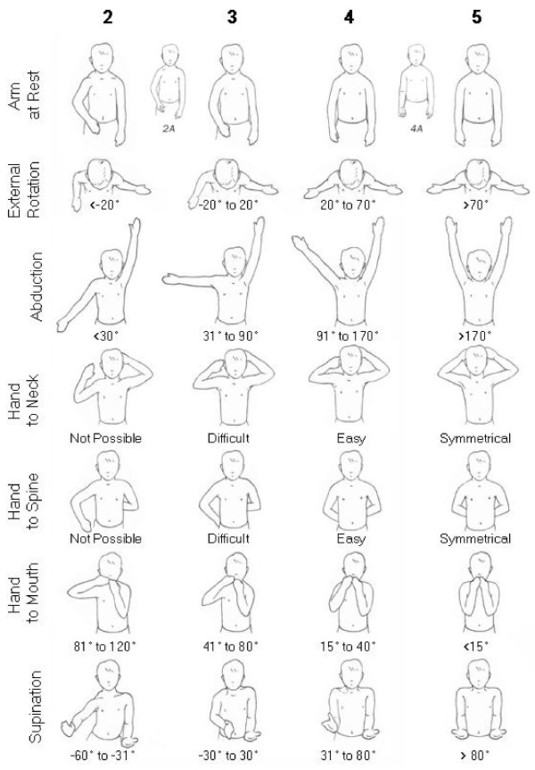 2 3 4 5
Arm
at Rest
2A 4A
External
Rotation
<-20° -20° to 20° 20° to 70° >70°
Abduction
<30° 31° to 90° 91° to 170° >170°
Hand
to Neck
Not Possible Difficult Easy Symmetrical
Hand
to Spine
Not Possible Difficult Easy Symmetrical
Hand
to Mouth
81° to 120° 41° to 80° 15° to 40° <15°
Supination
-60° to -31° -30° to 30° 31° to 80° > 80°